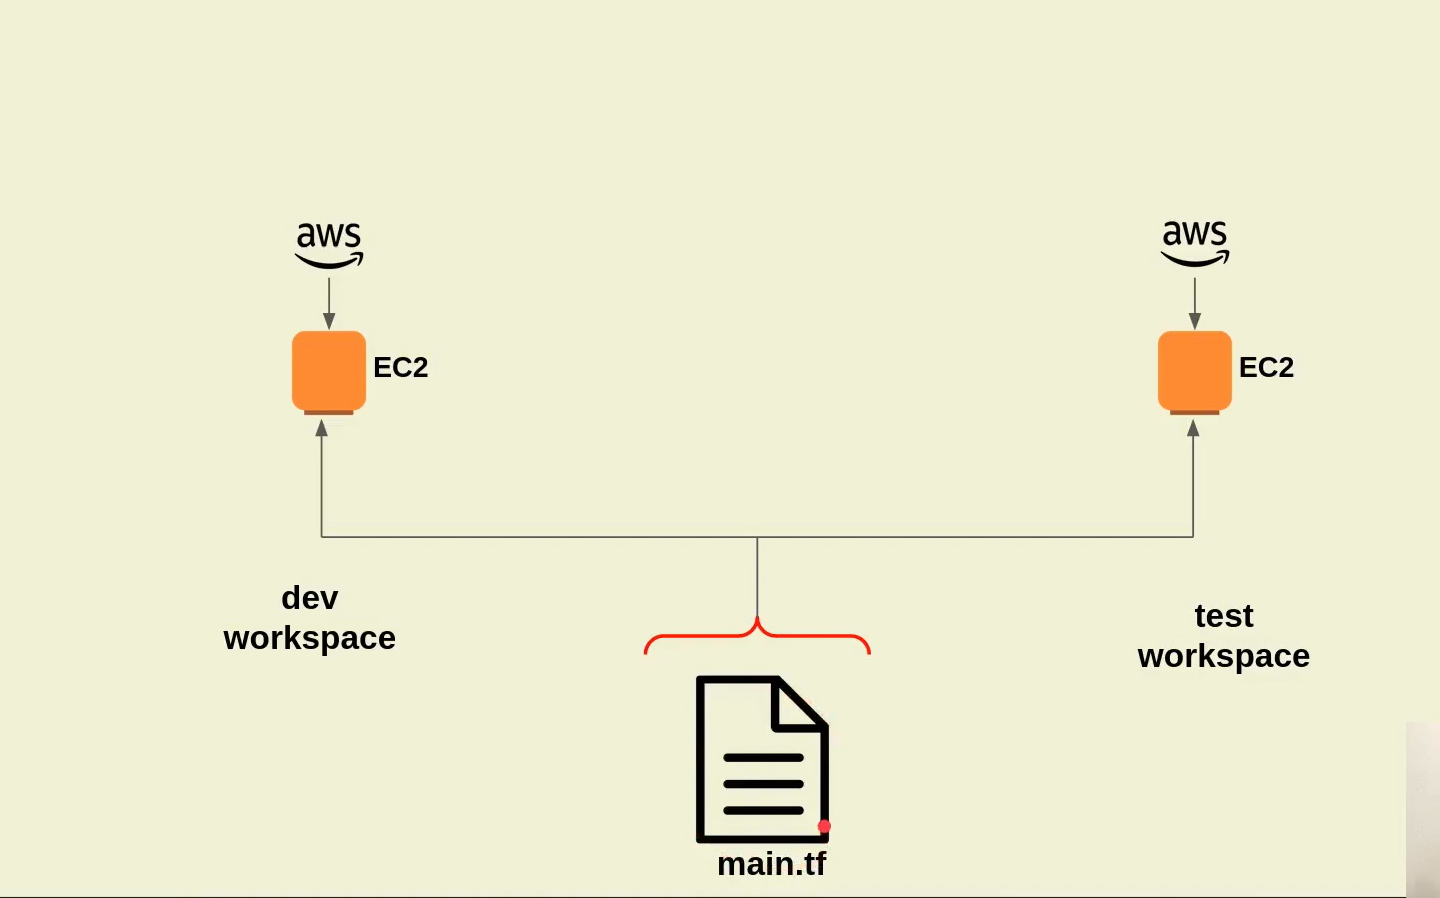 aws
aws
EC2
EC2
dev
workspace
test
workspace
main.tf